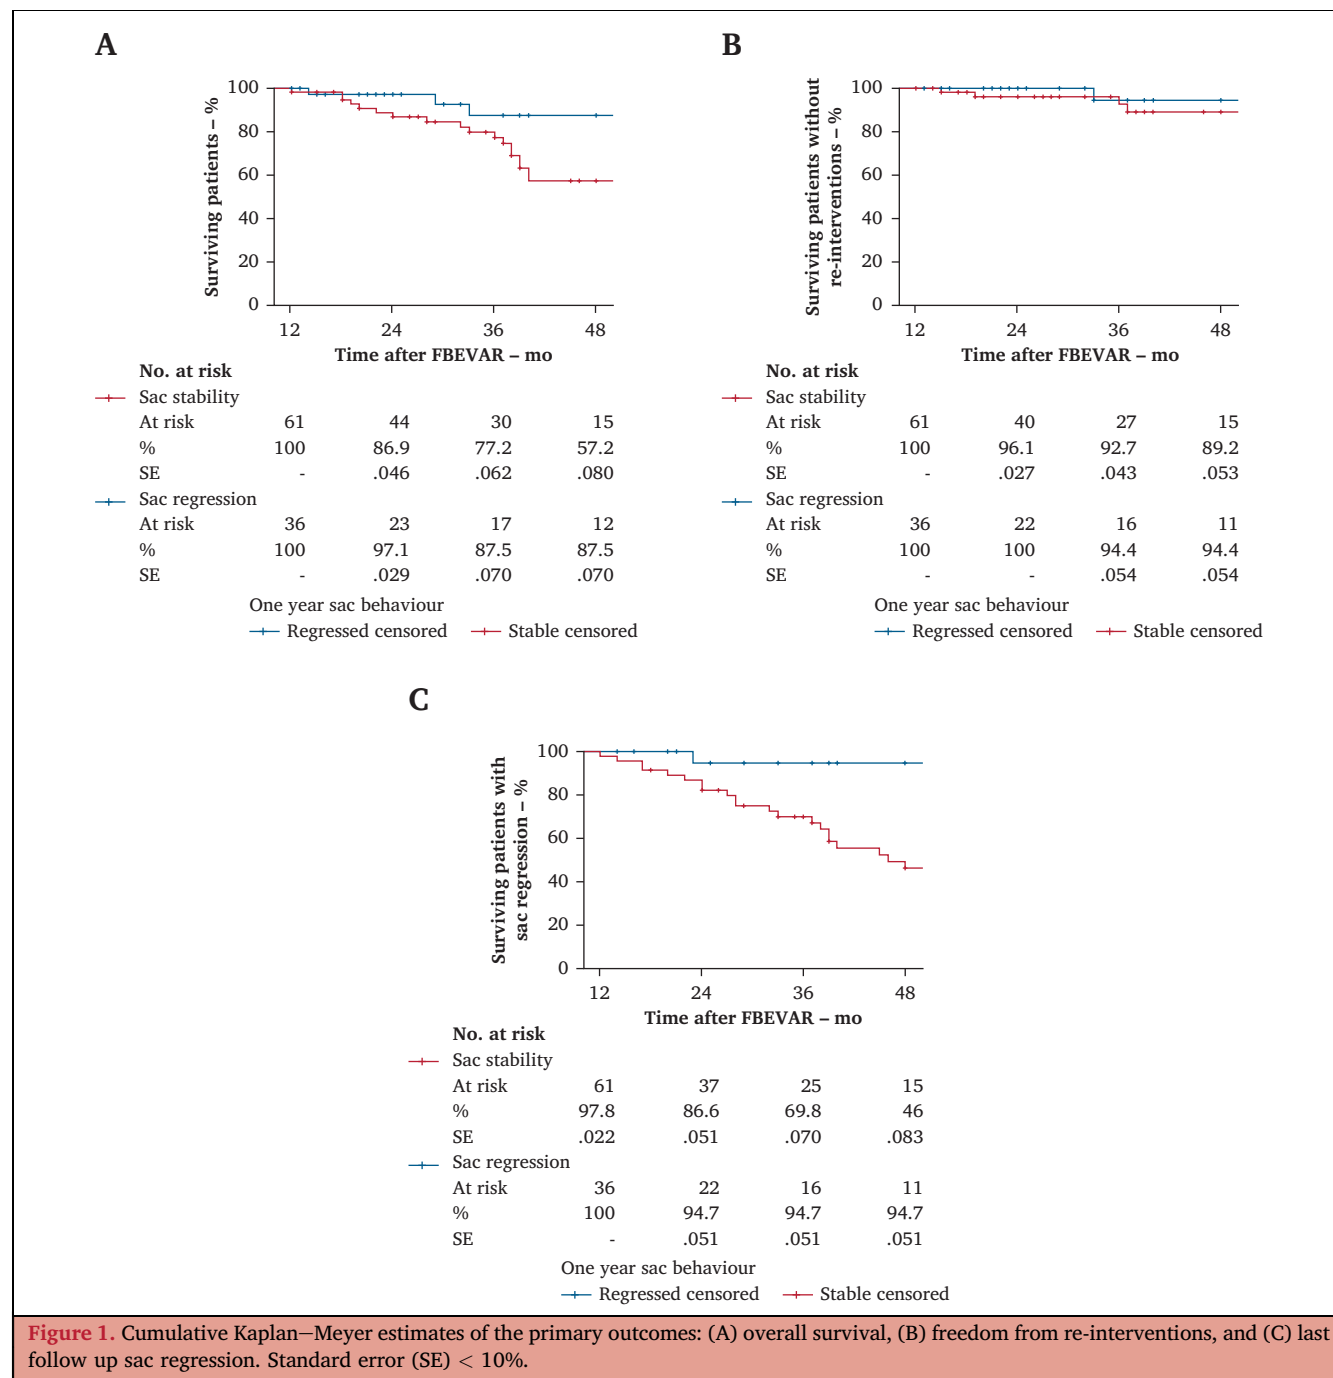 A
100
80
60
40
20
0
Surviving patients – %
12 24 36 48
Time after FBEVAR – mo
No. at risk
Sac stability
At risk 61 44 30 15
% 100 86.9 77.2 57.2
SE - .046 .062 .080
Sac regression
At risk 36 23 17 12
% 100 97.1 87.5 87.5
SE - .029 .070 .070
One year sac behaviour
Regressed censored Stable censored
B
100
80
60
40
20
0
Surviving patients without
re-interventions – %
12 24 36 48
Time after FBEVAR – mo
No. at risk
Sac stability
At risk 61 40 27 15
% 100 96.1 92.7 89.2
SE - .027 .043 .053
Sac regression
At risk 36 22 16 11
% 100 100 94.4 94.4
SE - - .054 .054
One year sac behaviour
Regressed censored Stable censored
C
100
80
60
40
20
0
Surviving patients with
sac regression – %
12 24 36 48
Time after FBEVAR – mo
No. at risk
Sac stability
At risk 61 37 25 15
% 97.8 86.6 69.8 46
SE .022 .051 .070 .083
Sac regression
At risk 36 22 16 11
% 100 94.7 94.7 94.7
SE - .051 .051 .051
One year sac behaviour
Regressed censored Stable censored
Figure 1. Cumulative Kaplan—Meyer estimates of the primary outcomes: (A) overall survival, (B) freedom from re-interventions, and (C) last
follow up sac regression. Standard error (SE) < 10%.